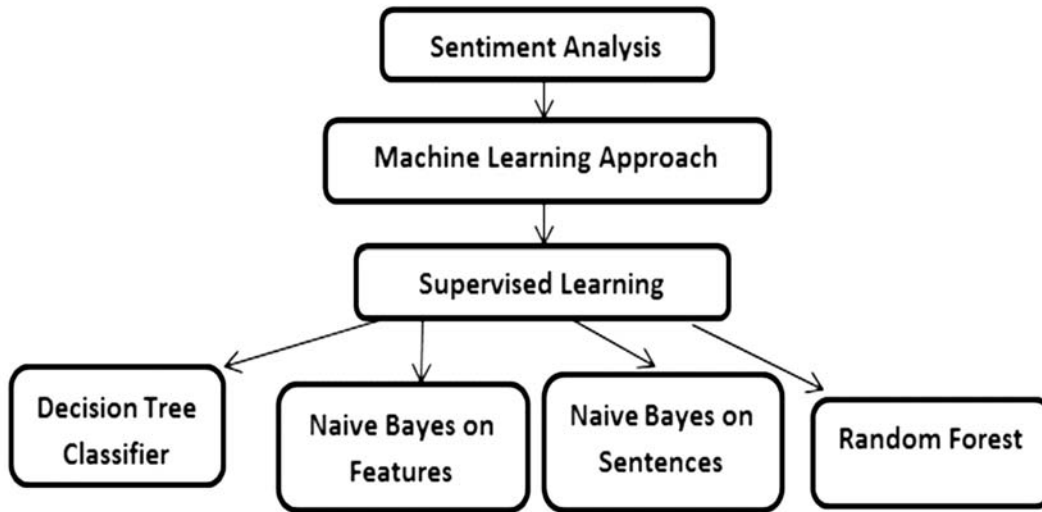 Sentiment Analysis
Machine Learning Approach
Supervised Learning
Decision Tree
Classifier
Naive Bayes on
Features
Naive Bayes on
Sentences
Random Forest